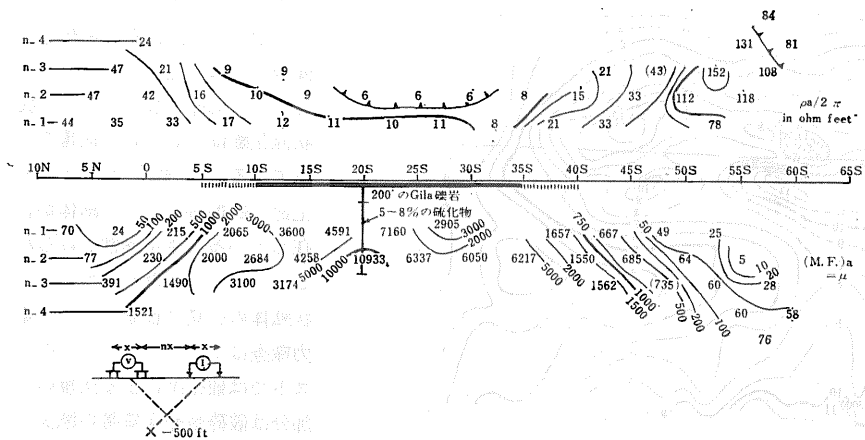 84
n–4 24 131 81
n–3 47 21 9 9 21 (43) 152 108
n–2 47 42 16 10 9 6 6 6 8 15 33 112 118 ρa/2 π
in ohm feet
n–1 44 35 33 17 12 11 10 11 8 21 33 78
10N 5N 0 5S 10S 15S 20S 25S 30S 35S 40S 45S 50S 55S 60S 65S
200' のGila礫岩
5~8%の硫化物
50 100 200 500 1000 2000 3000 2905 3000 2000 750 50
n–1 70 24 215 2065 3600 4591 7160 1657 667 49 25
n–2 77 230 2000 2684 4258 5000 10000 10933 6337 6050 6217 5000 2000 1550 685 64 5 10 20 (M.F.)a
=μ
n–3 391 1490 3100 3174 1562 1500 1000 (735) 500 200 100 60 28
n–4 1521 60 58
76
x nx x
V I
X –500 ft